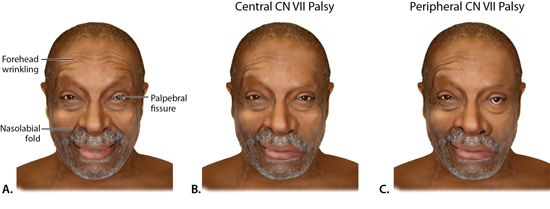 Central CN VII Palsy
Peripheral CN VII Palsy
Forehead
wrinkling
Palpebral
fissure
Nasolabial
fold
A.
B.
C.